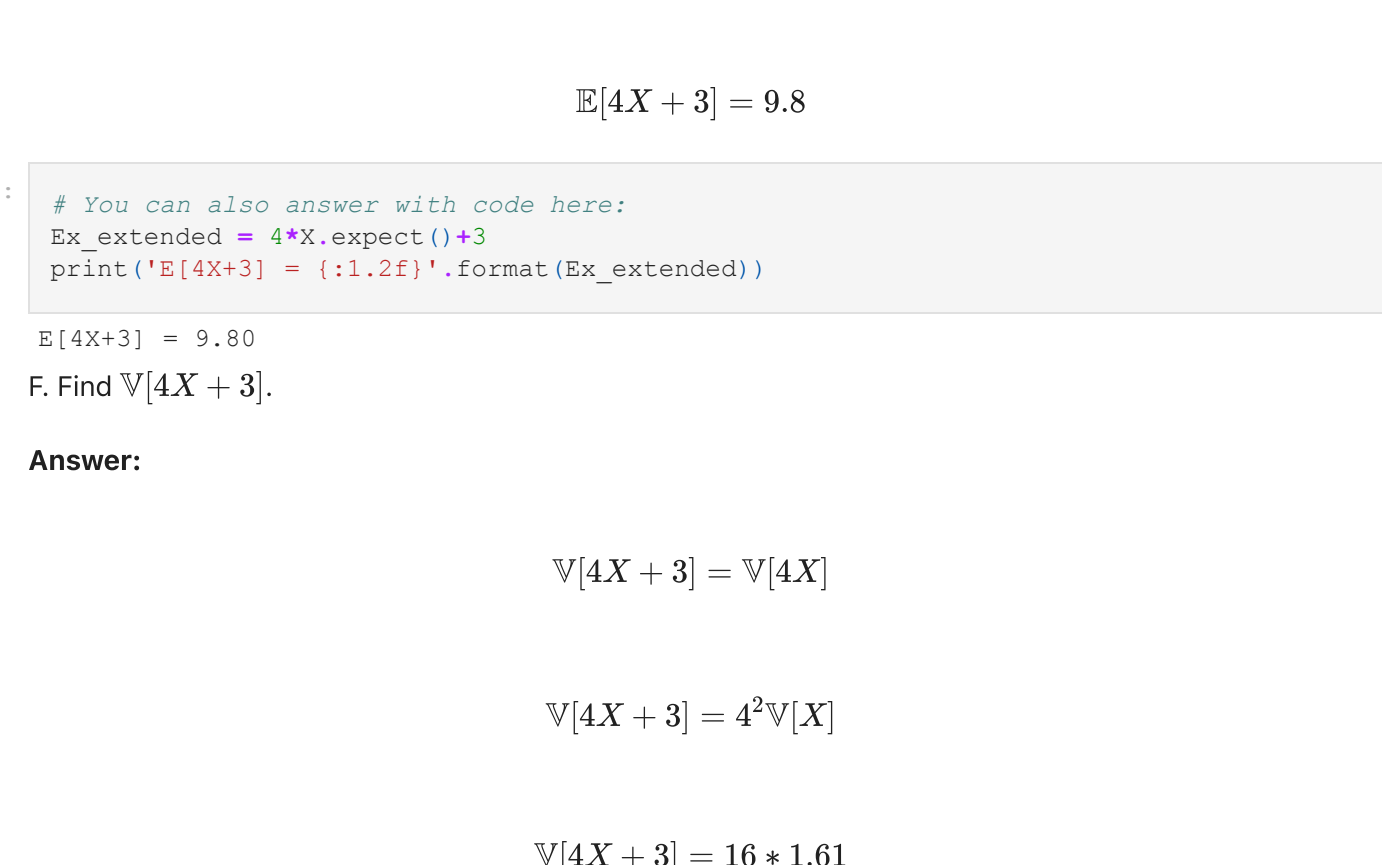 𝔼[4X + 3] = 9.8
:
# You can also answer with code here:
Ex_extended = 4*X.expect()+3
print('E[4X+3] = {:1.2f}'.format(Ex_extended))
E[4X+3] = 9.80
F. Find 𝕍[4X + 3].
Answer:
𝕍[4X + 3] = 𝕍[4X]
𝕍[4X + 3] = 4²𝕍[X]
𝕍[4X + 3] = 16 * 1.61